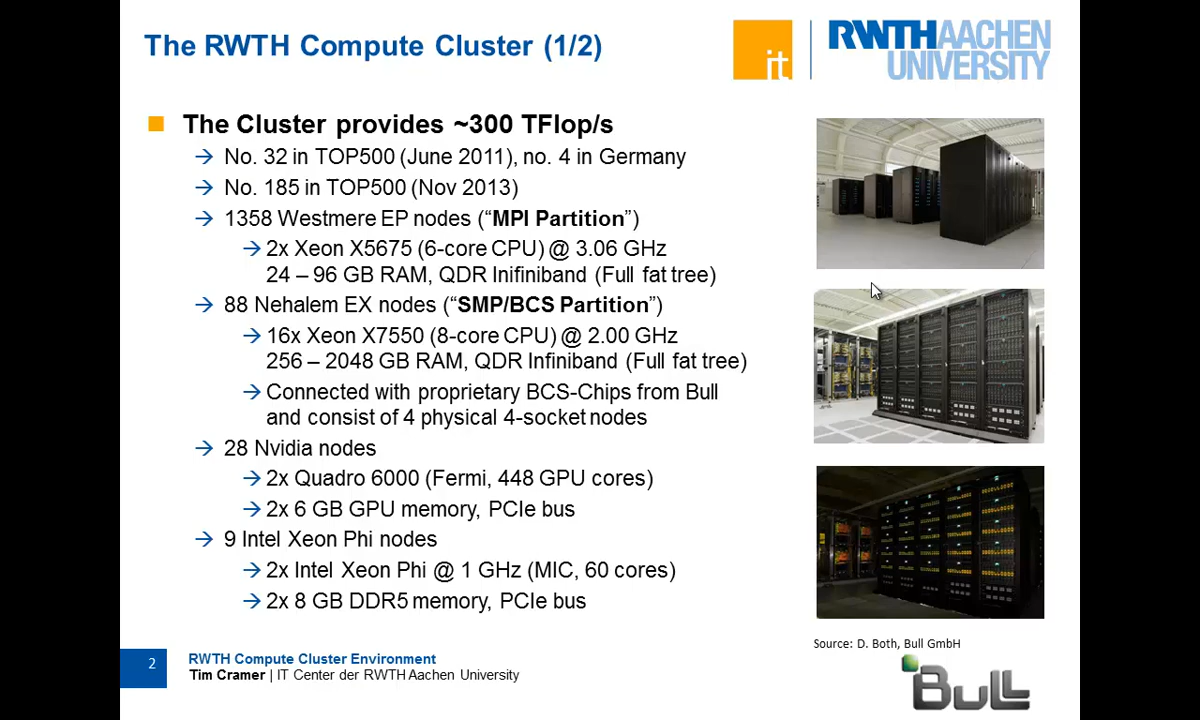 The RWTH Compute Cluster (1/2)
it
RWTHAACHEN
UNIVERSITY
The Cluster provides ~300 TFlop/s
→ No. 32 in TOP500 (June 2011), no. 4 in Germany
→ No. 185 in TOP500 (Nov 2013)
→ 1358 Westmere EP nodes (“MPI Partition”)
→ 2x Xeon X5675 (6-core CPU) @ 3.06 GHz
24 – 96 GB RAM, QDR Inifiniband (Full fat tree)
→ 88 Nehalem EX nodes (“SMP/BCS Partition”)
→ 16x Xeon X7550 (8-core CPU) @ 2.00 GHz
256 – 2048 GB RAM, QDR Infiniband (Full fat tree)
→ Connected with proprietary BCS-Chips from Bull
and consist of 4 physical 4-socket nodes
→ 28 Nvidia nodes
→ 2x Quadro 6000 (Fermi, 448 GPU cores)
→ 2x 6 GB GPU memory, PCIe bus
→ 9 Intel Xeon Phi nodes
→ 2x Intel Xeon Phi @ 1 GHz (MIC, 60 cores)
→ 2x 8 GB DDR5 memory, PCIe bus
Source: D. Both, Bull GmbH
Bull
2
RWTH Compute Cluster Environment
Tim Cramer | IT Center der RWTH Aachen University